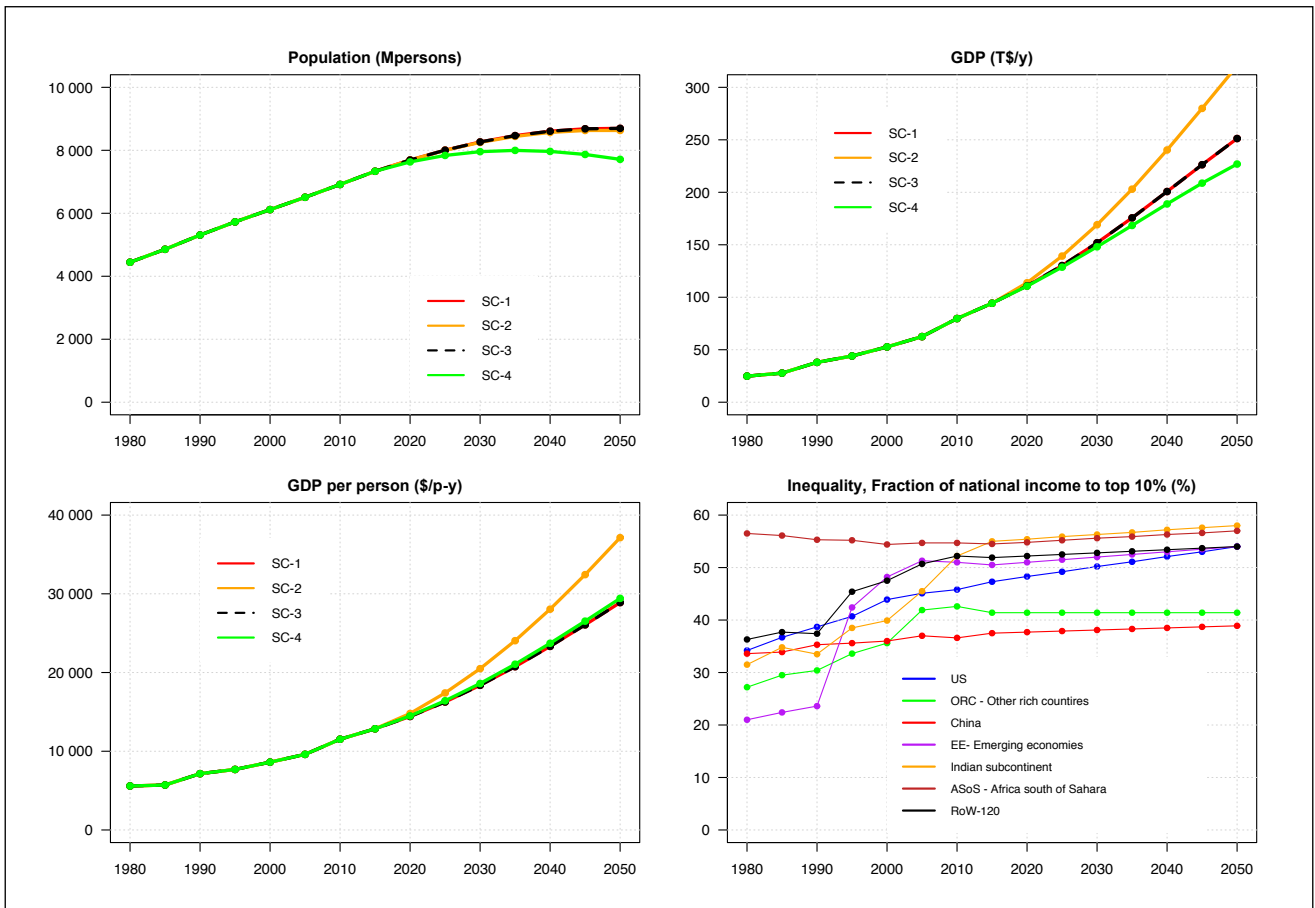 Population (Mpersons)
10 000
8 000
6 000
4 000
2 000
0
SC-1
SC-2
SC-3
SC-4
1980 1990 2000 2010 2020 2030 2040 2050
GDP (T$/y)
300
250
200
150
100
50
0
SC-1
SC-2
SC-3
SC-4
1980 1990 2000 2010 2020 2030 2040 2050
GDP per person ($/p-y)
40 000
30 000
20 000
10 000
0
SC-1
SC-2
SC-3
SC-4
1980 1990 2000 2010 2020 2030 2040 2050
Inequality, Fraction of national income to top 10% (%)
60
50
40
30
20
10
0
US
ORC - Other rich countires
China
EE- Emerging economies
Indian subcontinent
ASoS - Africa south of Sahara
RoW-120
1980 1990 2000 2010 2020 2030 2040 2050